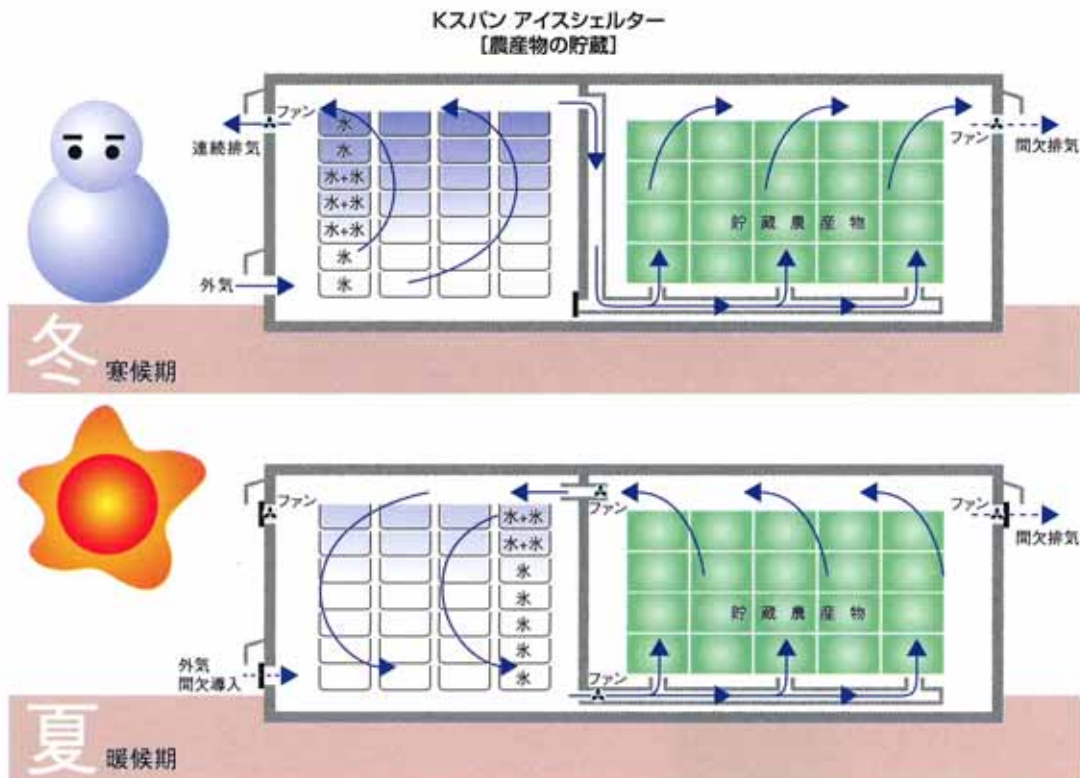 Kスパン アイスシェルター
[農産物の貯蔵]
ファン
連続排気
外気
水
水
水+氷
水+氷
水+氷
氷
氷
貯蔵農産物
ファン
間欠排気
冬 寒候期
ファン
外気
間欠導入
水+氷
水+氷
氷
氷
氷
氷
氷
ファン
ファン
貯蔵農産物
ファン
間欠排気
夏 暖候期